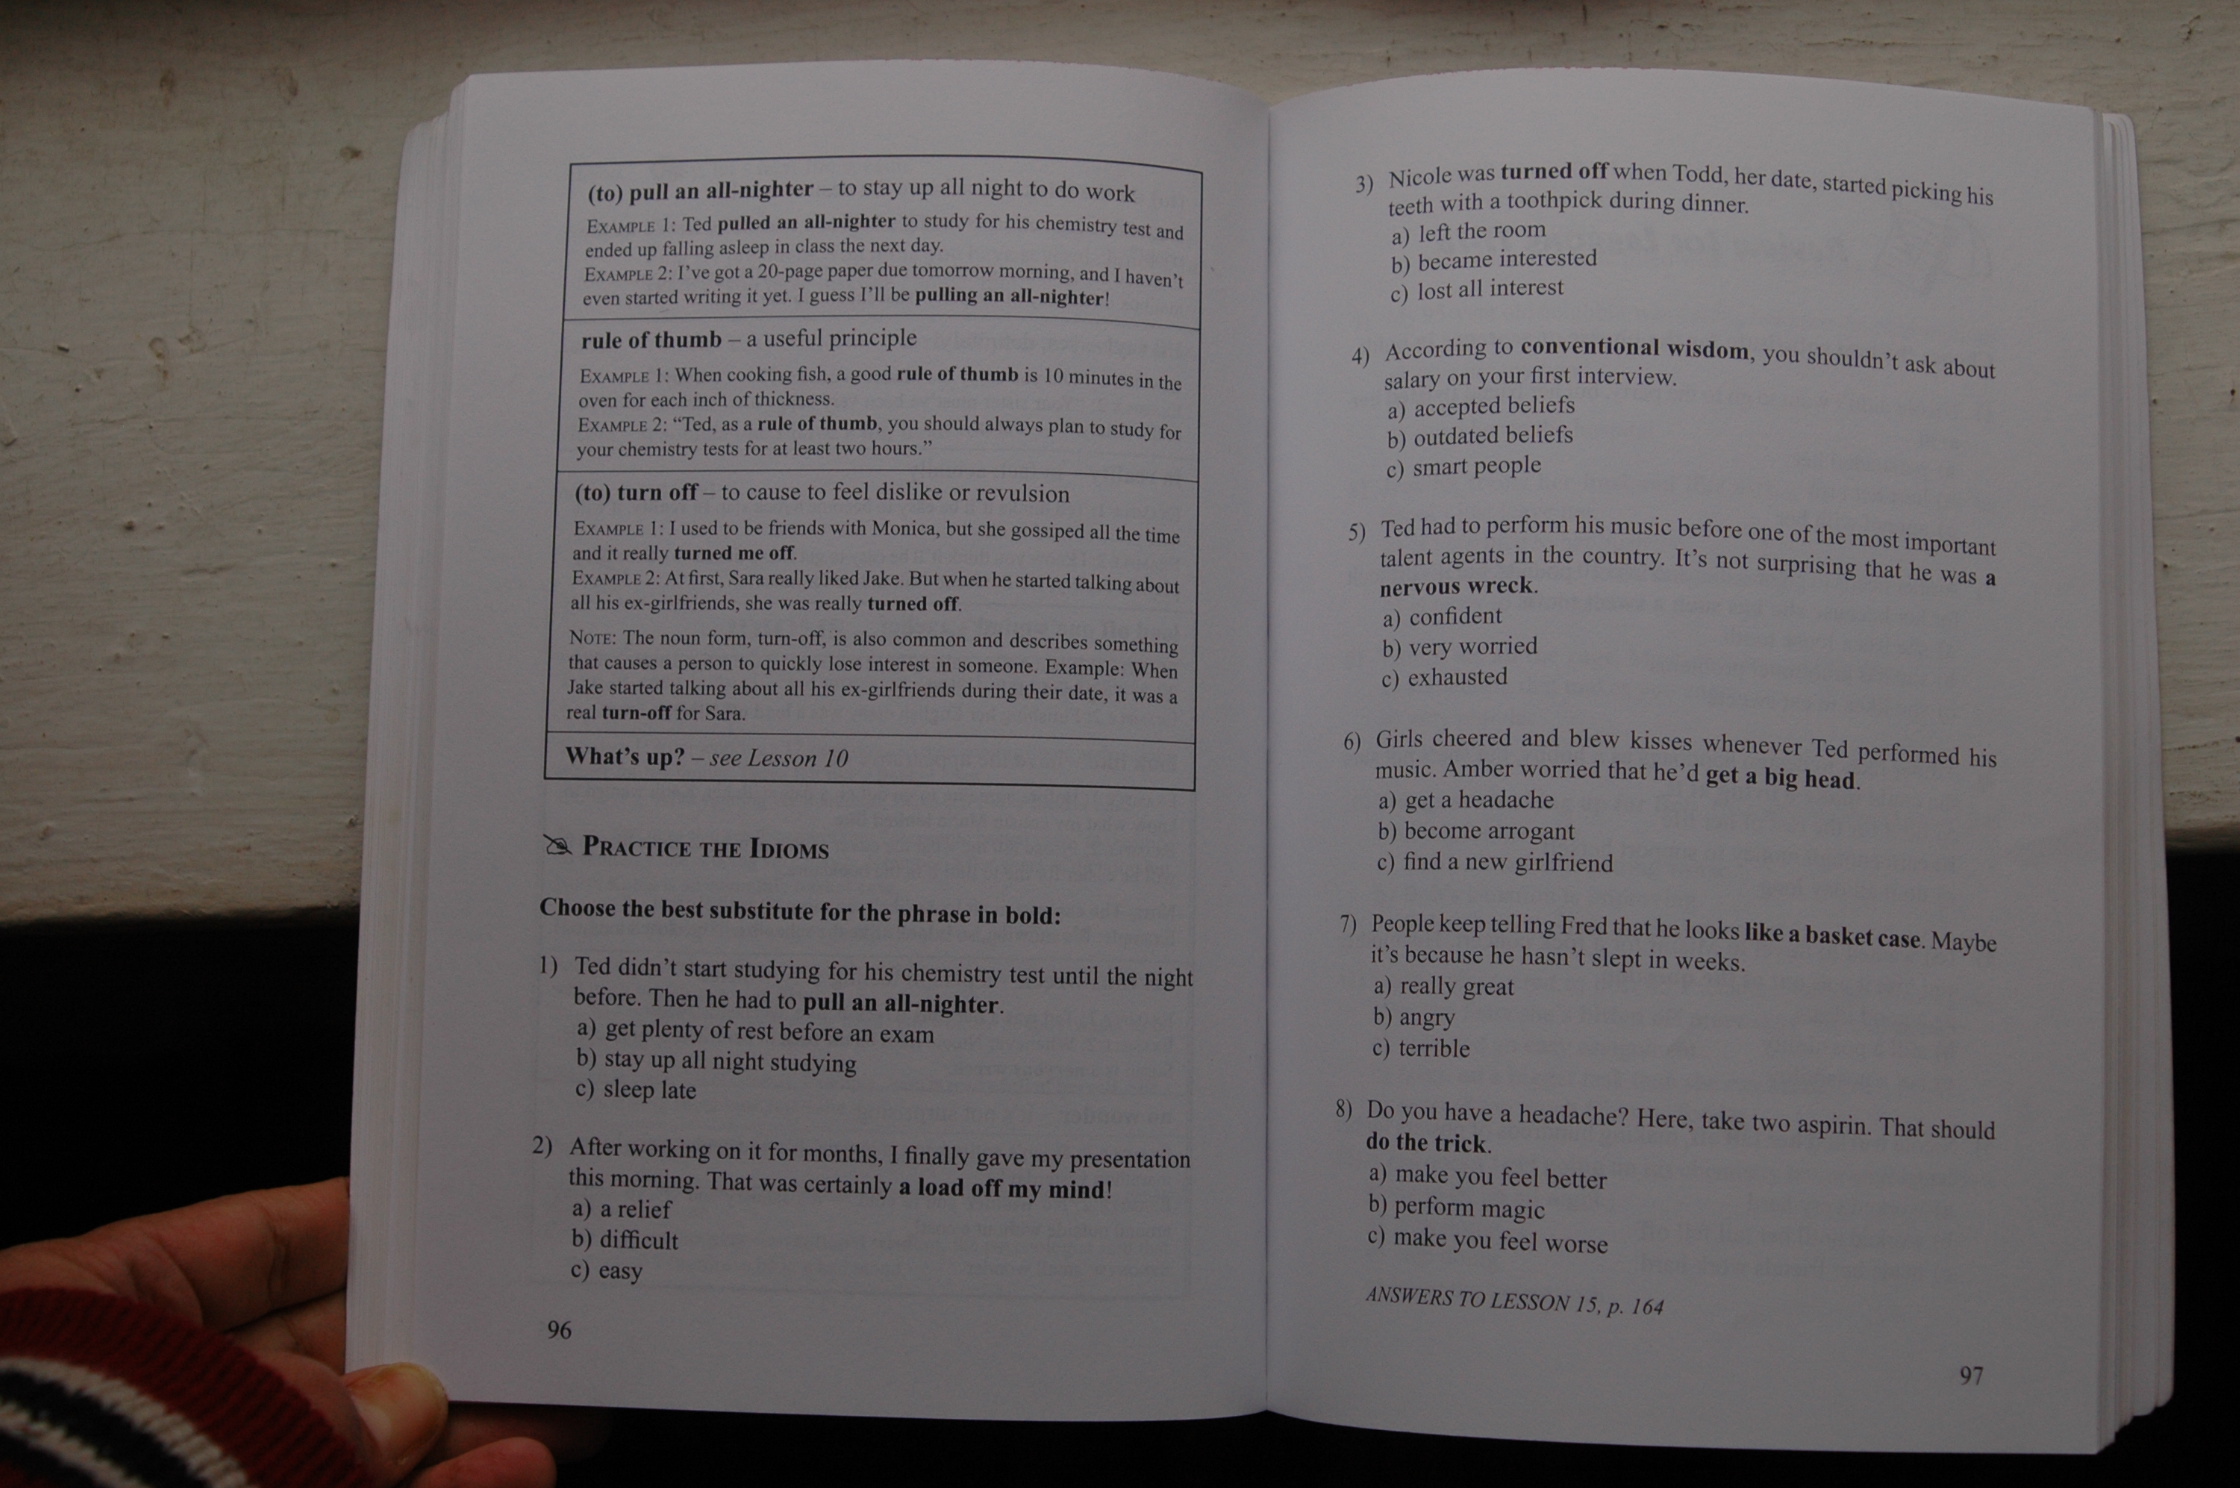 (to) pull an all-nighter – to stay up all night to do work
EXAMPLE 1: Ted pulled an all-nighter to study for his chemistry test and
ended up falling asleep in class the next day.
EXAMPLE 2: I've got a 20-page paper due tomorrow morning, and I haven't
even started writing it yet. I guess I'll be pulling an all-nighter!
rule of thumb – a useful principle
EXAMPLE 1: When cooking fish, a good rule of thumb is 10 minutes in the
oven for each inch of thickness.
EXAMPLE 2: “Ted, as a rule of thumb, you should always plan to study for
your chemistry tests for at least two hours.”
(to) turn off – to cause to feel dislike or revulsion
EXAMPLE 1: I used to be friends with Monica, but she gossiped all the time
and it really turned me off.
EXAMPLE 2: At first, Sara really liked Jake. But when he started talking about
all his ex-girlfriends, she was really turned off.
NOTE: The noun form, turn-off, is also common and describes something
that causes a person to quickly lose interest in someone. Example: When
Jake started talking about all his ex-girlfriends during their date, it was a
real turn-off for Sara.
What's up? – see Lesson 10
PRACTICE THE IDIOMS
Choose the best substitute for the phrase in bold:
1) Ted didn't start studying for his chemistry test until the night
before. Then he had to pull an all-nighter.
a) get plenty of rest before an exam
b) stay up all night studying
c) sleep late
2) After working on it for months, I finally gave my presentation
this morning. That was certainly a load off my mind!
a) a relief
b) difficult
c) easy
96
3) Nicole was turned off when Todd, her date, started picking his
teeth with a toothpick during dinner.
a) left the room
b) became interested
c) lost all interest
4) According to conventional wisdom, you shouldn't ask about
salary on your first interview.
a) accepted beliefs
b) outdated beliefs
c) smart people
5) Ted had to perform his music before one of the most important
talent agents in the country. It's not surprising that he was a
nervous wreck.
a) confident
b) very worried
c) exhausted
6) Girls cheered and blew kisses whenever Ted performed his
music. Amber worried that he'd get a big head.
a) get a headache
b) become arrogant
c) find a new girlfriend
7) People keep telling Fred that he looks like a basket case. Maybe
it's because he hasn't slept in weeks.
a) really great
b) angry
c) terrible
8) Do you have a headache? Here, take two aspirin. That should
do the trick.
a) make you feel better
b) perform magic
c) make you feel worse
ANSWERS TO LESSON 15, p. 164
97